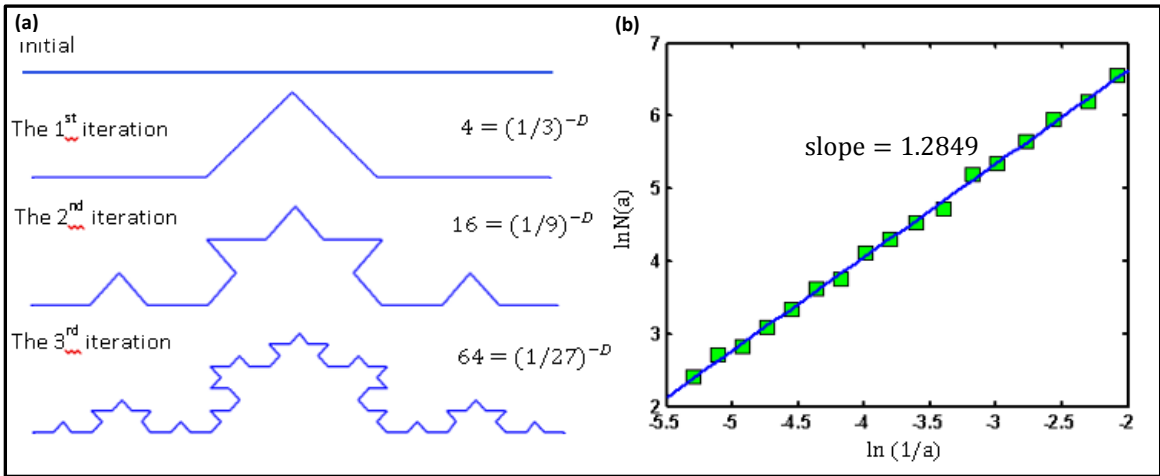 (a)
Initial
The 1st iteration
4 = (1/3)^{-D}
The 2nd iteration
16 = (1/9)^{-D}
The 3rd iteration
64 = (1/27)^{-D}
(b)
7
6
5
4
3
2
lnN(a)
slope = 1.2849
-5.5 -5 -4.5 -4 -3.5 -3 -2.5 -2
ln (1/a)